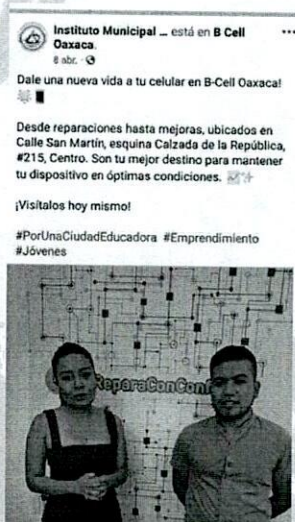 Instituto Municipal ... está en B Cell
Oaxaca.
8 abr. ·
Dale una nueva vida a tu celular en B-Cell Oaxaca!
Desde reparaciones hasta mejoras, ubicados en
Calle San Martín, esquina Calzada de la República,
#215, Centro. Son tu mejor destino para mantener
tu dispositivo en óptimas condiciones.
¡Visítalos hoy mismo!
#PorUnaCiudadEducadora #Emprendimiento
#Jóvenes
ReparaConConf